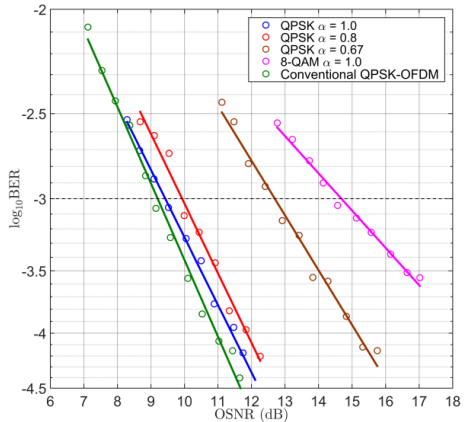 -2
-2.5
-3
-3.5
-4
-4.5
log₁₀BER
QPSK α = 1.0
QPSK α = 0.8
QPSK α = 0.67
8-QAM α = 1.0
Conventional QPSK-OFDM
6 7 8 9 10 11 12 13 14 15 16 17 18
OSNR (dB)